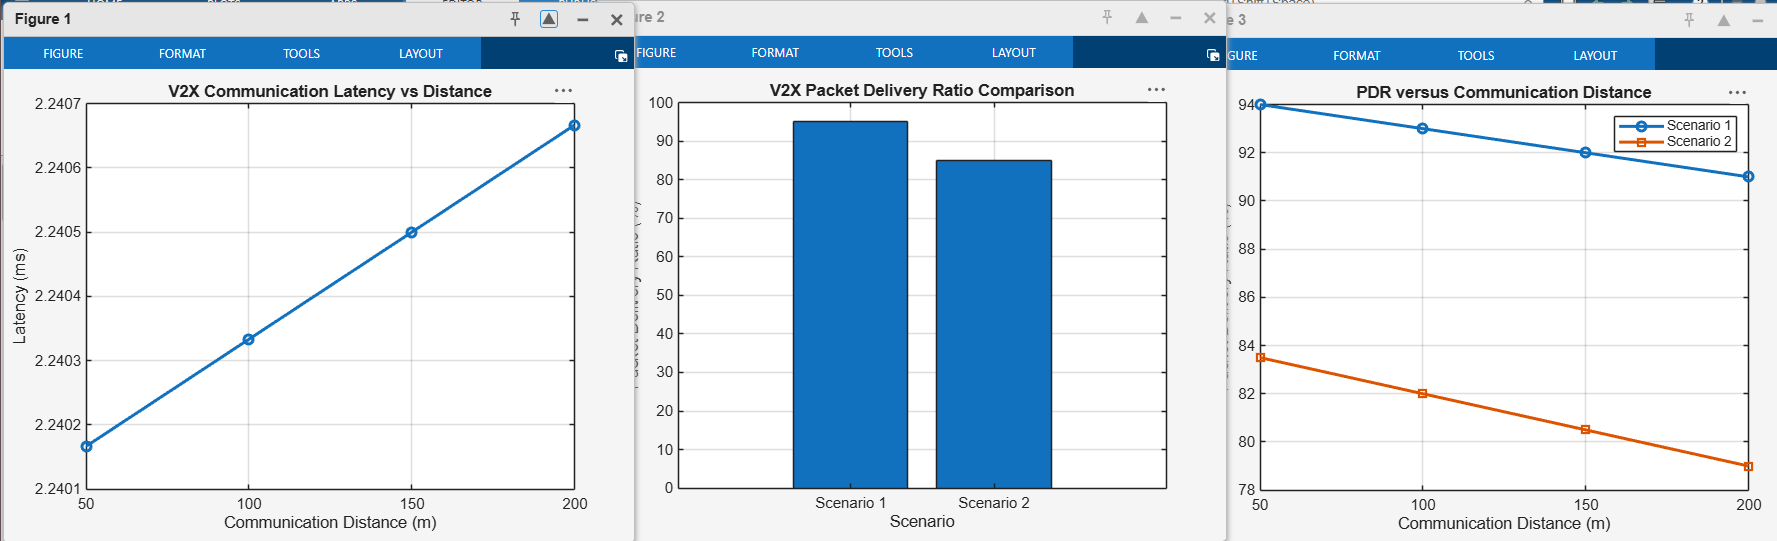 Figure 1
FIGURE FORMAT TOOLS LAYOUT
V2X Communication Latency vs Distance
2.2407
2.2406
2.2405
2.2404
2.2403
2.2402
2.2401
Latency (ms)
50 100 150 200
Communication Distance (m)
ure 2
FIGURE FORMAT TOOLS LAYOUT
V2X Packet Delivery Ratio Comparison
100
90
80
70
60
50
40
30
20
10
0
Scenario 1 Scenario 2
Scenario
e 3
GURE FORMAT TOOLS LAYOUT
PDR versus Communication Distance
94
92
90
88
86
84
82
80
78
Scenario 1
Scenario 2
50 100 150 200
Communication Distance (m)